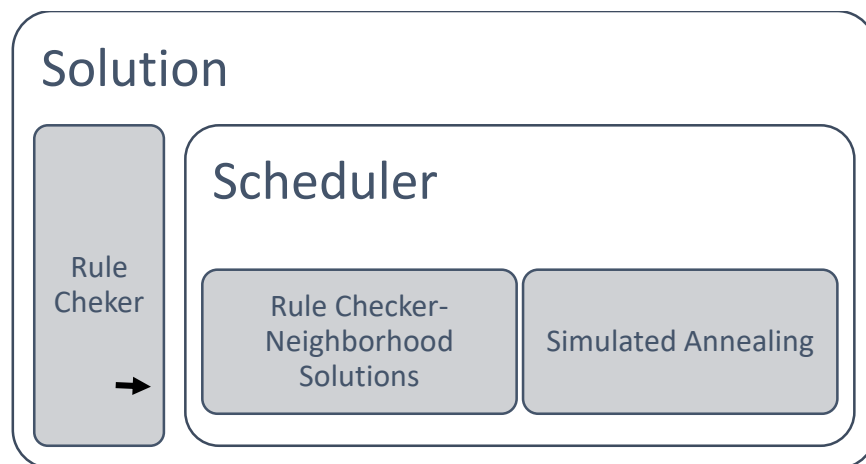 Solution
Scheduler
Rule
Cheker
Rule Checker-
Neighborhood
Solutions
Simulated Annealing